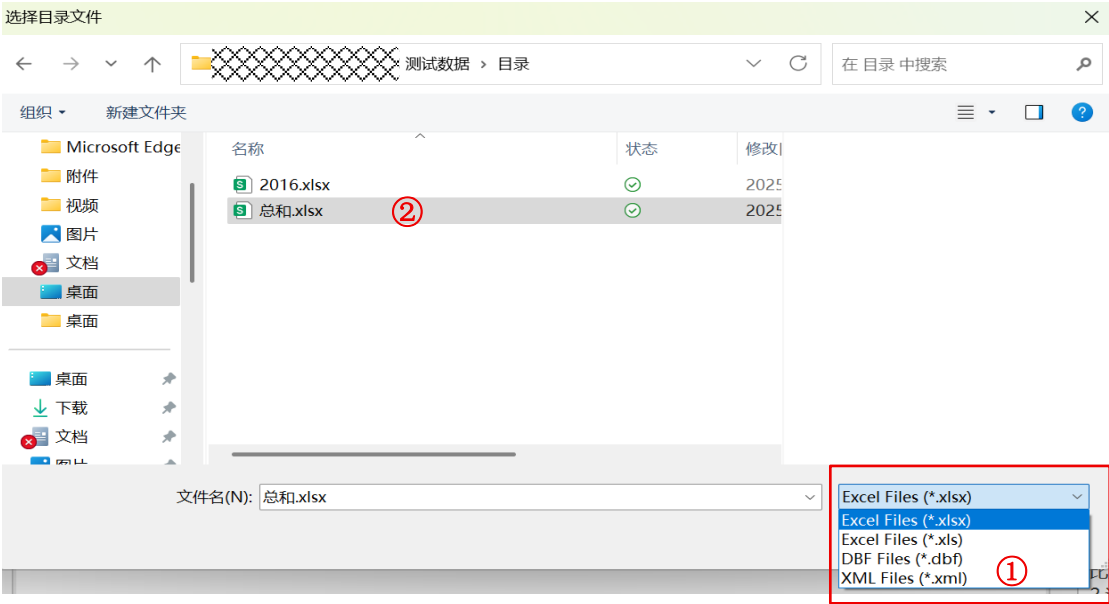 选择目录文件
测试数据 › 目录
在 目录 中搜索
组织
新建文件夹
Microsoft Edge
附件
视频
图片
文档
桌面
桌面
桌面
下载
文档
图片
名称 状态 修改
2016.xlsx 2025
总和.xlsx ② 2025
文件名(N): 总和.xlsx
Excel Files (*.xlsx)
Excel Files (*.xlsx)
Excel Files (*.xls)
DBF Files (*.dbf)
XML Files (*.xml) ①